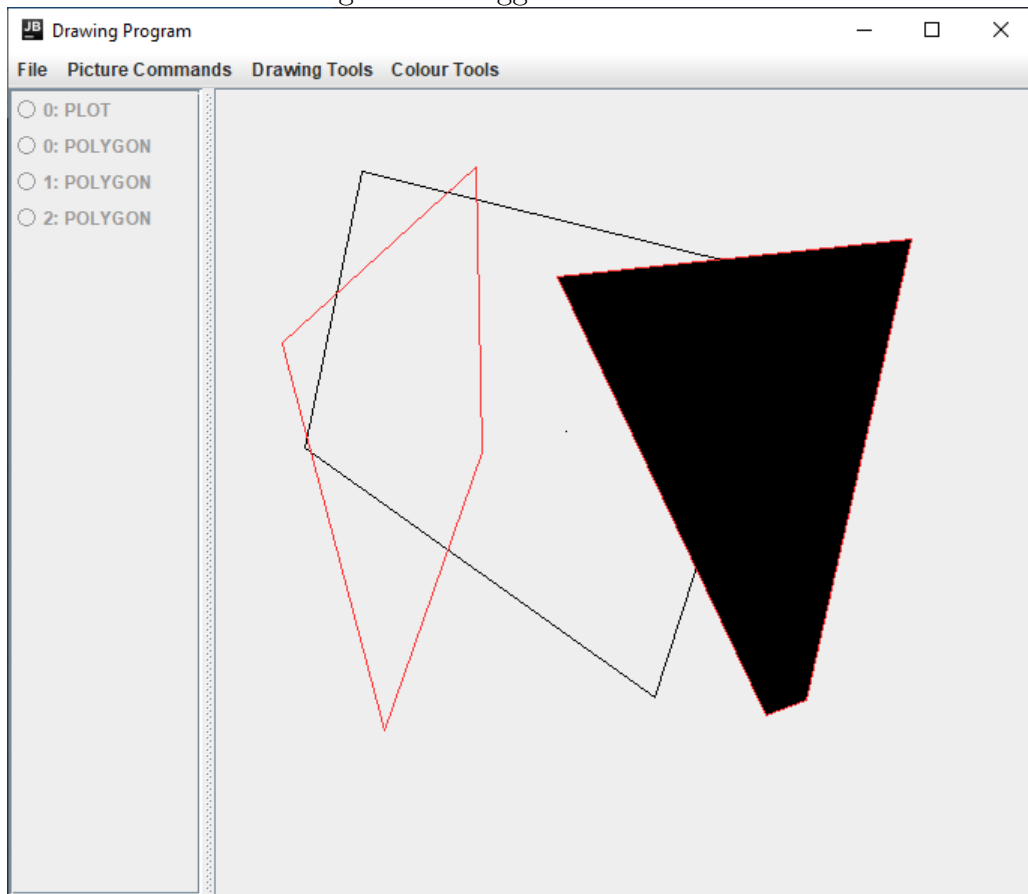 JB Drawing Program
File Picture Commands Drawing Tools Colour Tools
0: PLOT
0: POLYGON
1: POLYGON
2: POLYGON